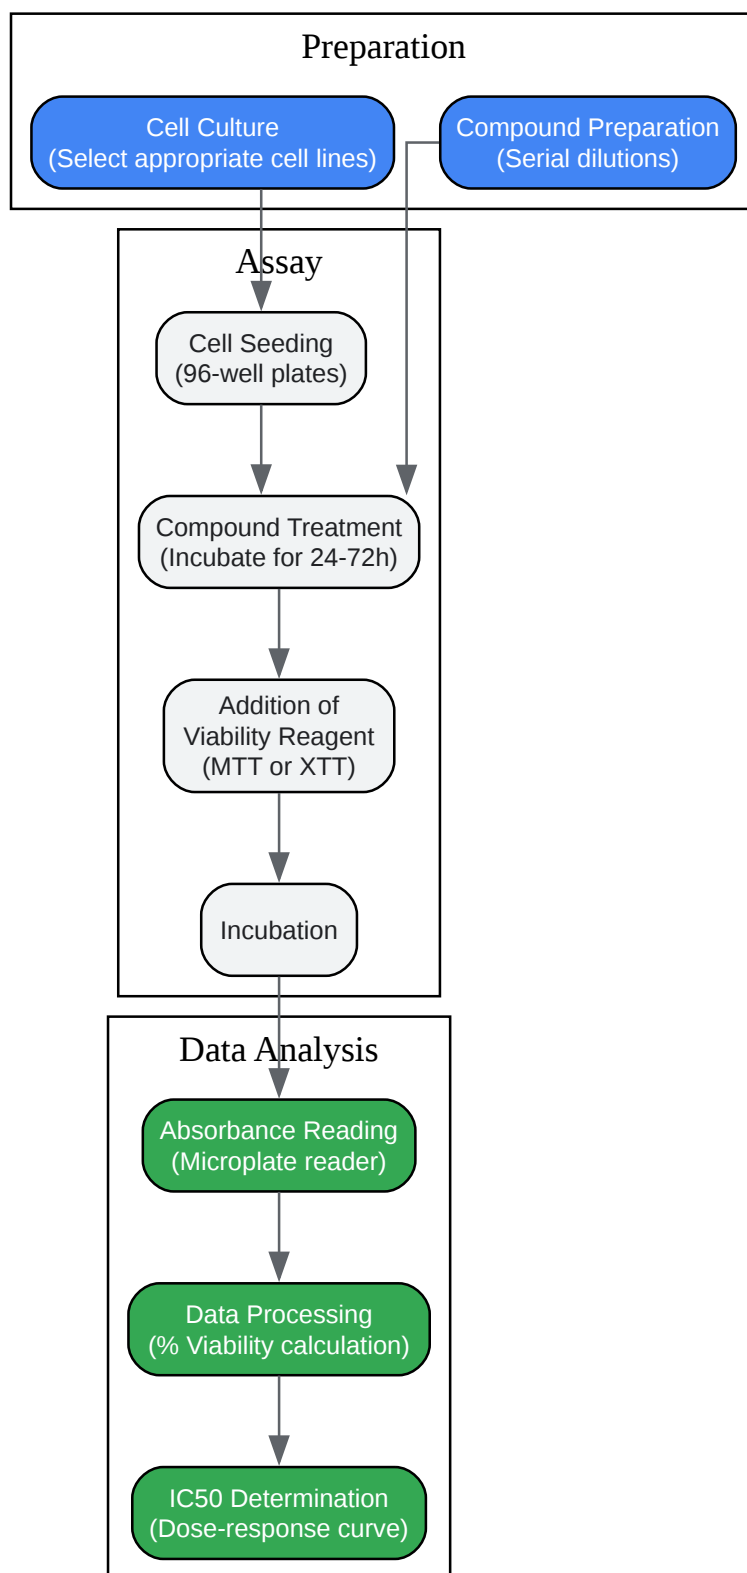 Preparation
Cell Culture
(Select appropriate cell lines)
Compound Preparation
(Serial dilutions)
Assay
Cell Seeding
(96-well plates)
Compound Treatment
(Incubate for 24-72h)
Addition of
Viability Reagent
(MTT or XTT)
Incubation
Data Analysis
Absorbance Reading
(Microplate reader)
Data Processing
(% Viability calculation)
IC50 Determination
(Dose-response curve)